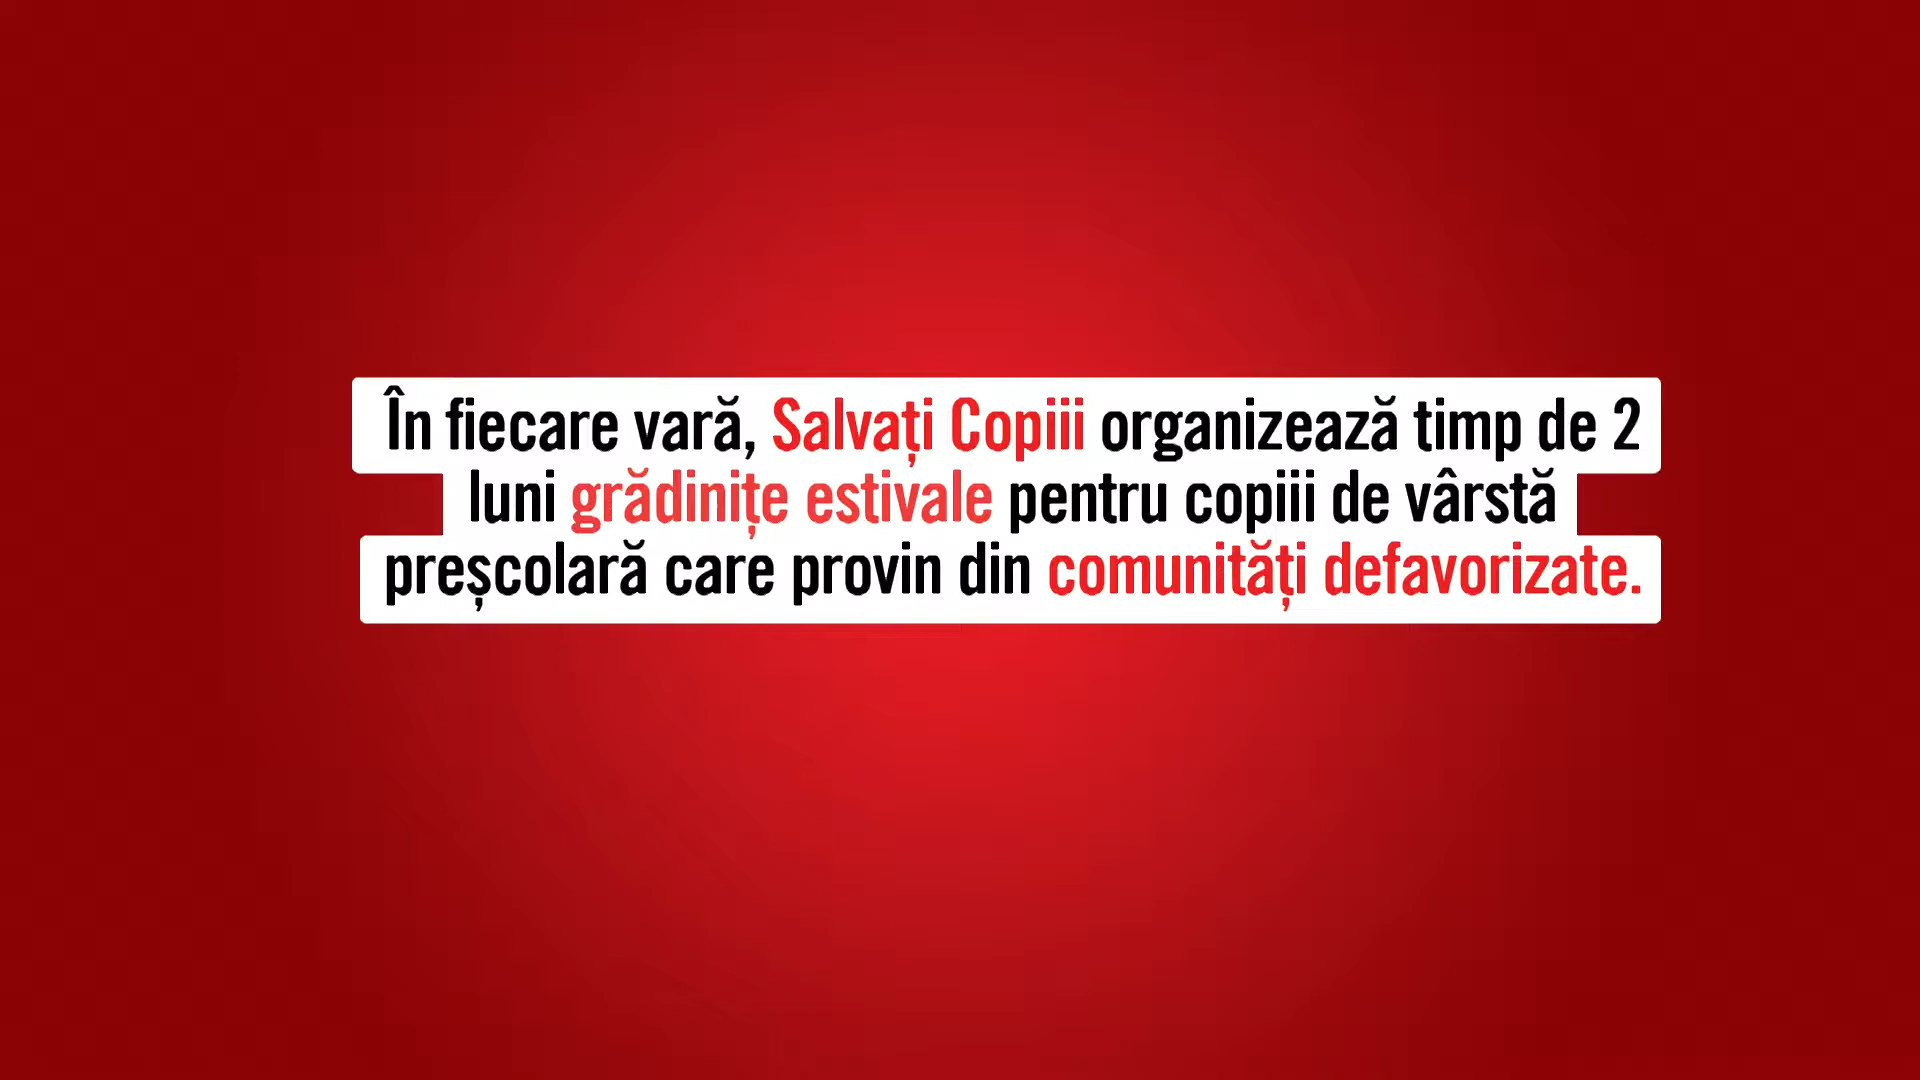 În fiecare vară, Salvați Copiii organizează timp de 2
luni grădinițe estivale pentru copiii de vârstă
preșcolară care provin din comunități defavorizate.